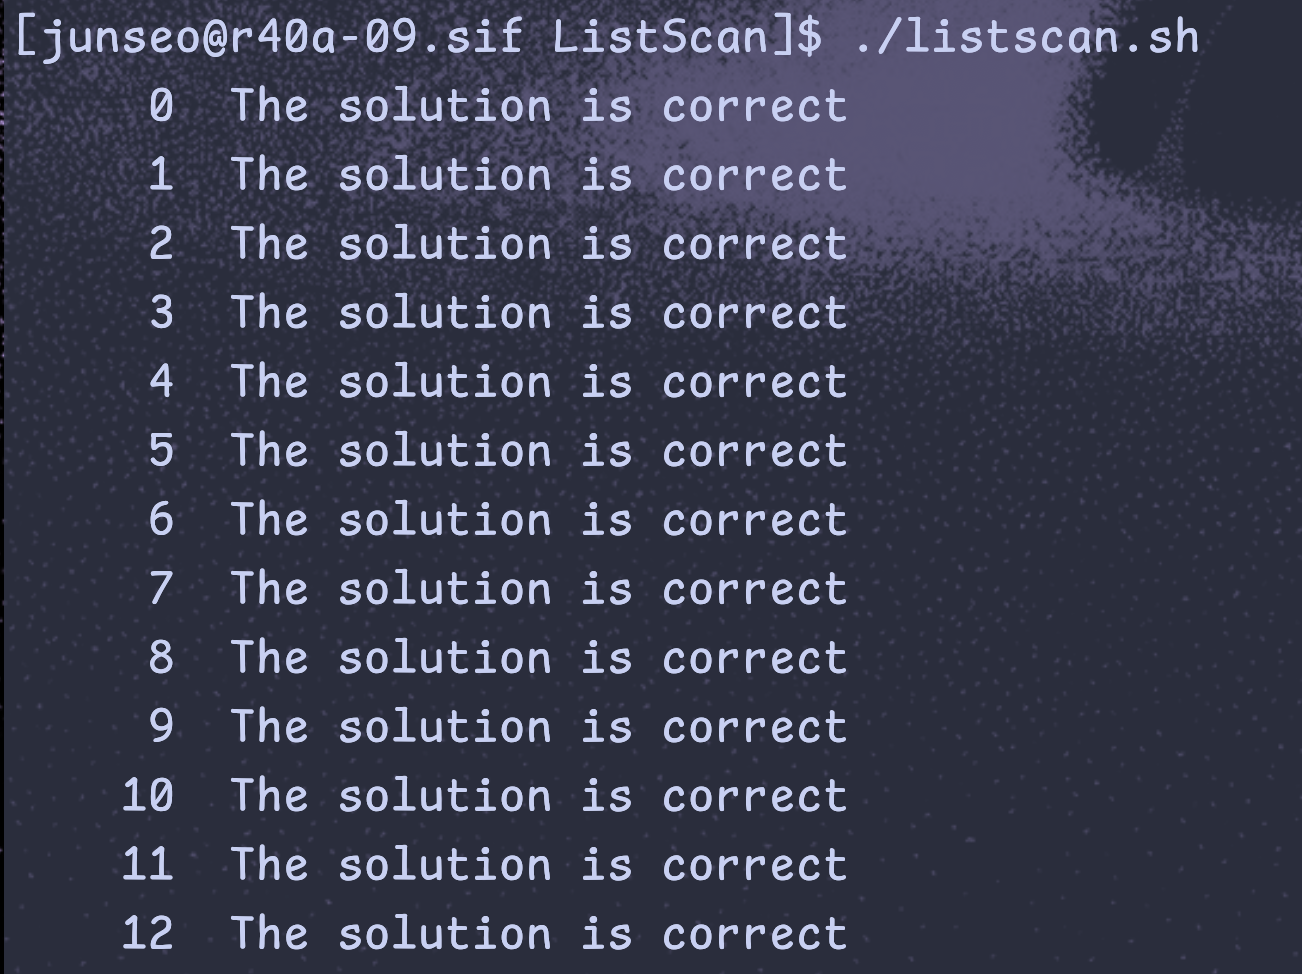 [junseo@r40a-09.sif ListScan]$ ./listscan.sh
0 The solution is correct
1 The solution is correct
2 The solution is correct
3 The solution is correct
4 The solution is correct
5 The solution is correct
6 The solution is correct
7 The solution is correct
8 The solution is correct
9 The solution is correct
10 The solution is correct
11 The solution is correct
12 The solution is correct